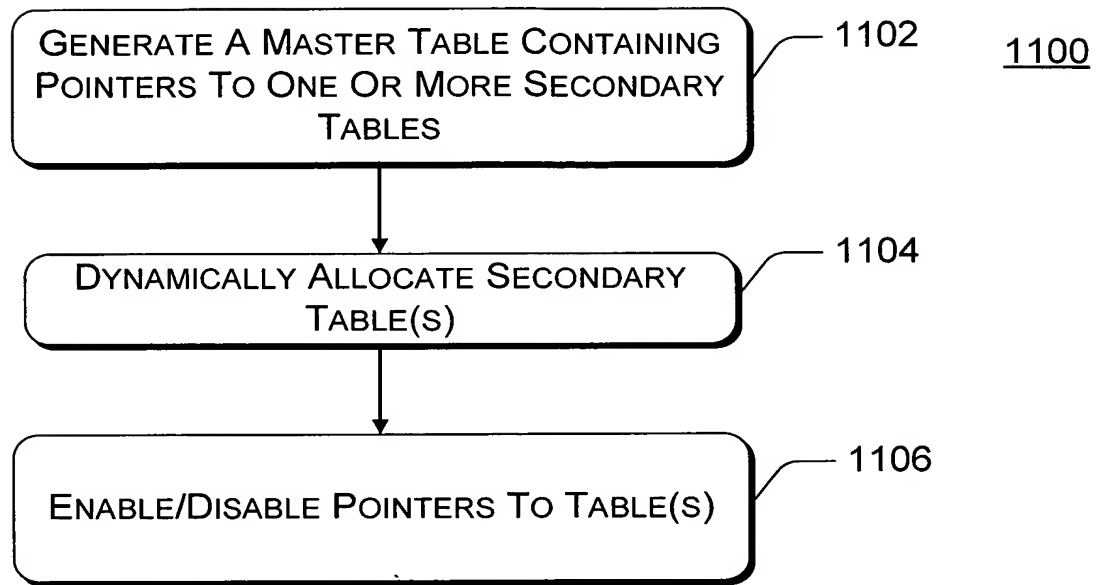 GENERATE A MASTER TABLE CONTAINING
POINTERS TO ONE OR MORE SECONDARY
TABLES
1102
1100
DYNAMICALLY ALLOCATE SECONDARY
TABLE(S)
1104
ENABLE/DISABLE POINTERS TO TABLE(S)
1106